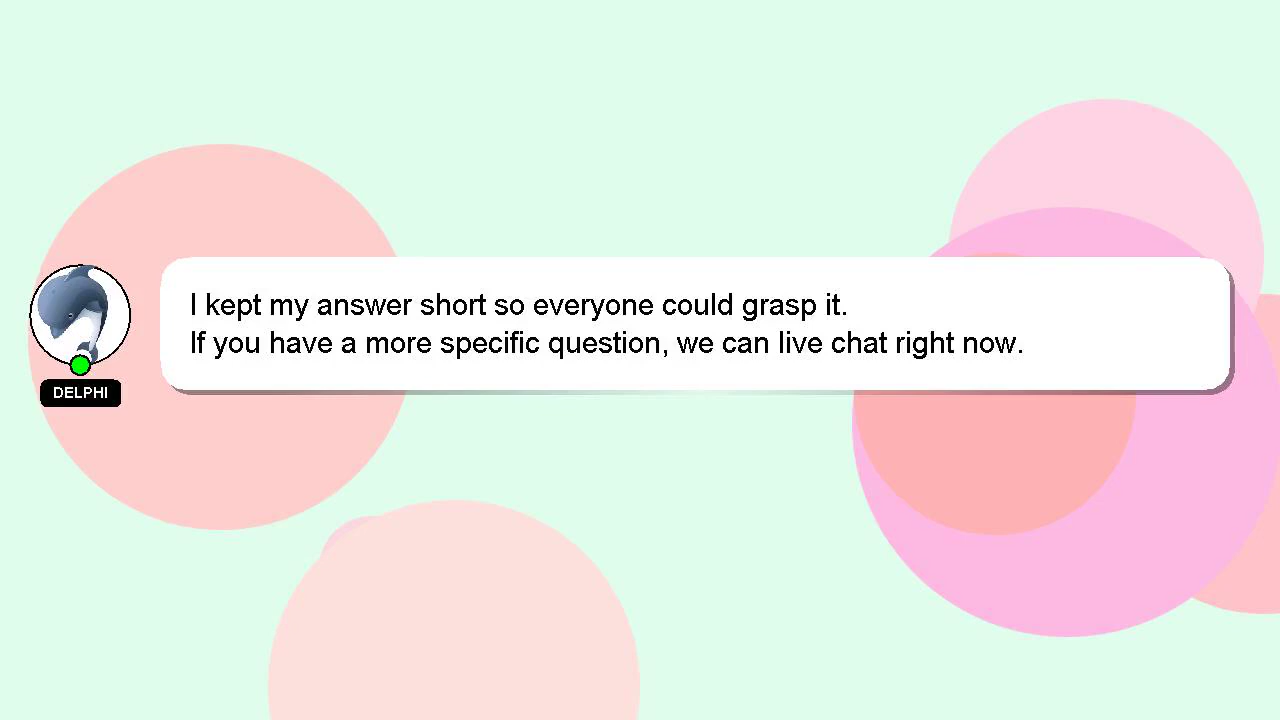 I kept my answer short so everyone could grasp it.
If you have a more specific question, we can live chat right now.
DELPHI